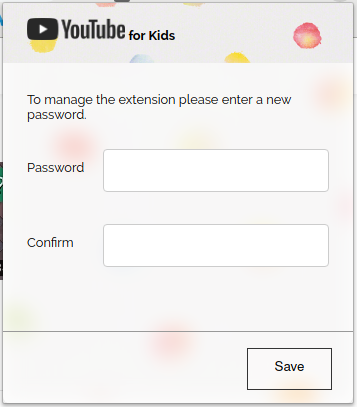 YouTube for Kids
To manage the extension please enter a new
password.
Password
Confirm
Save